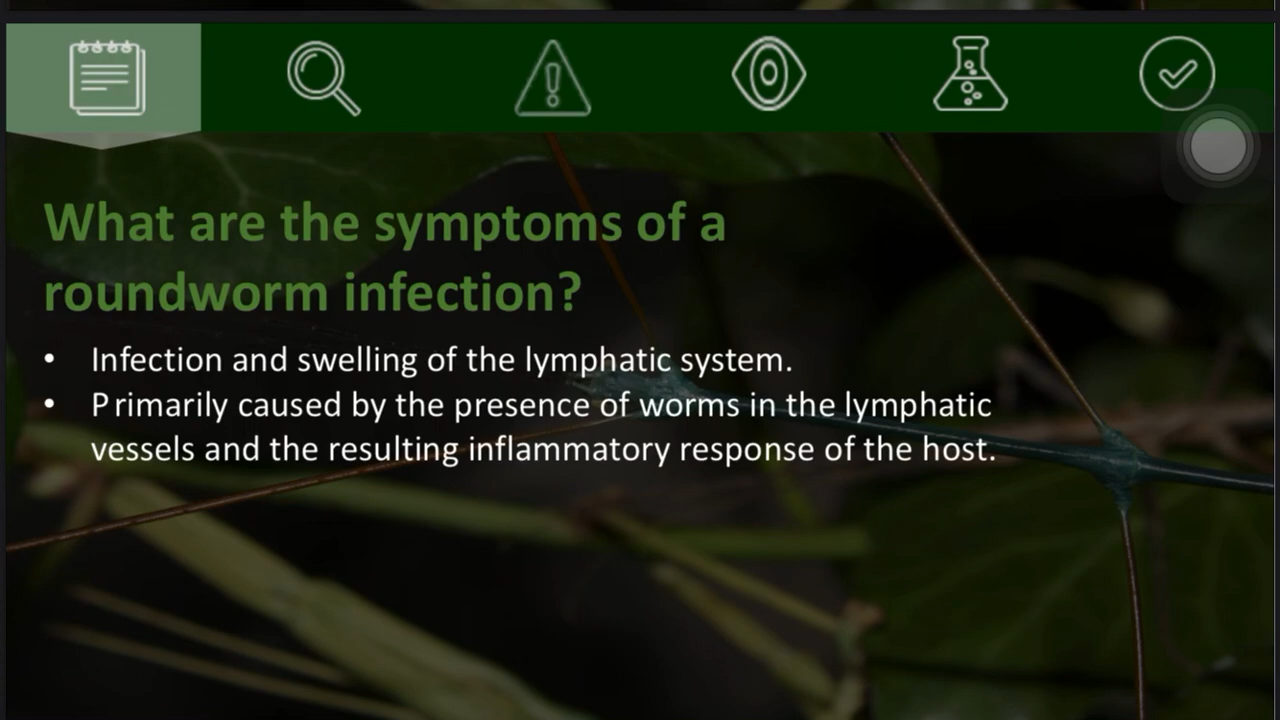 What are the symptoms of a
roundworm infection?
• Infection and swelling of the lymphatic system.
• Primarily caused by the presence of worms in the lymphatic
vessels and the resulting inflammatory response of the host.